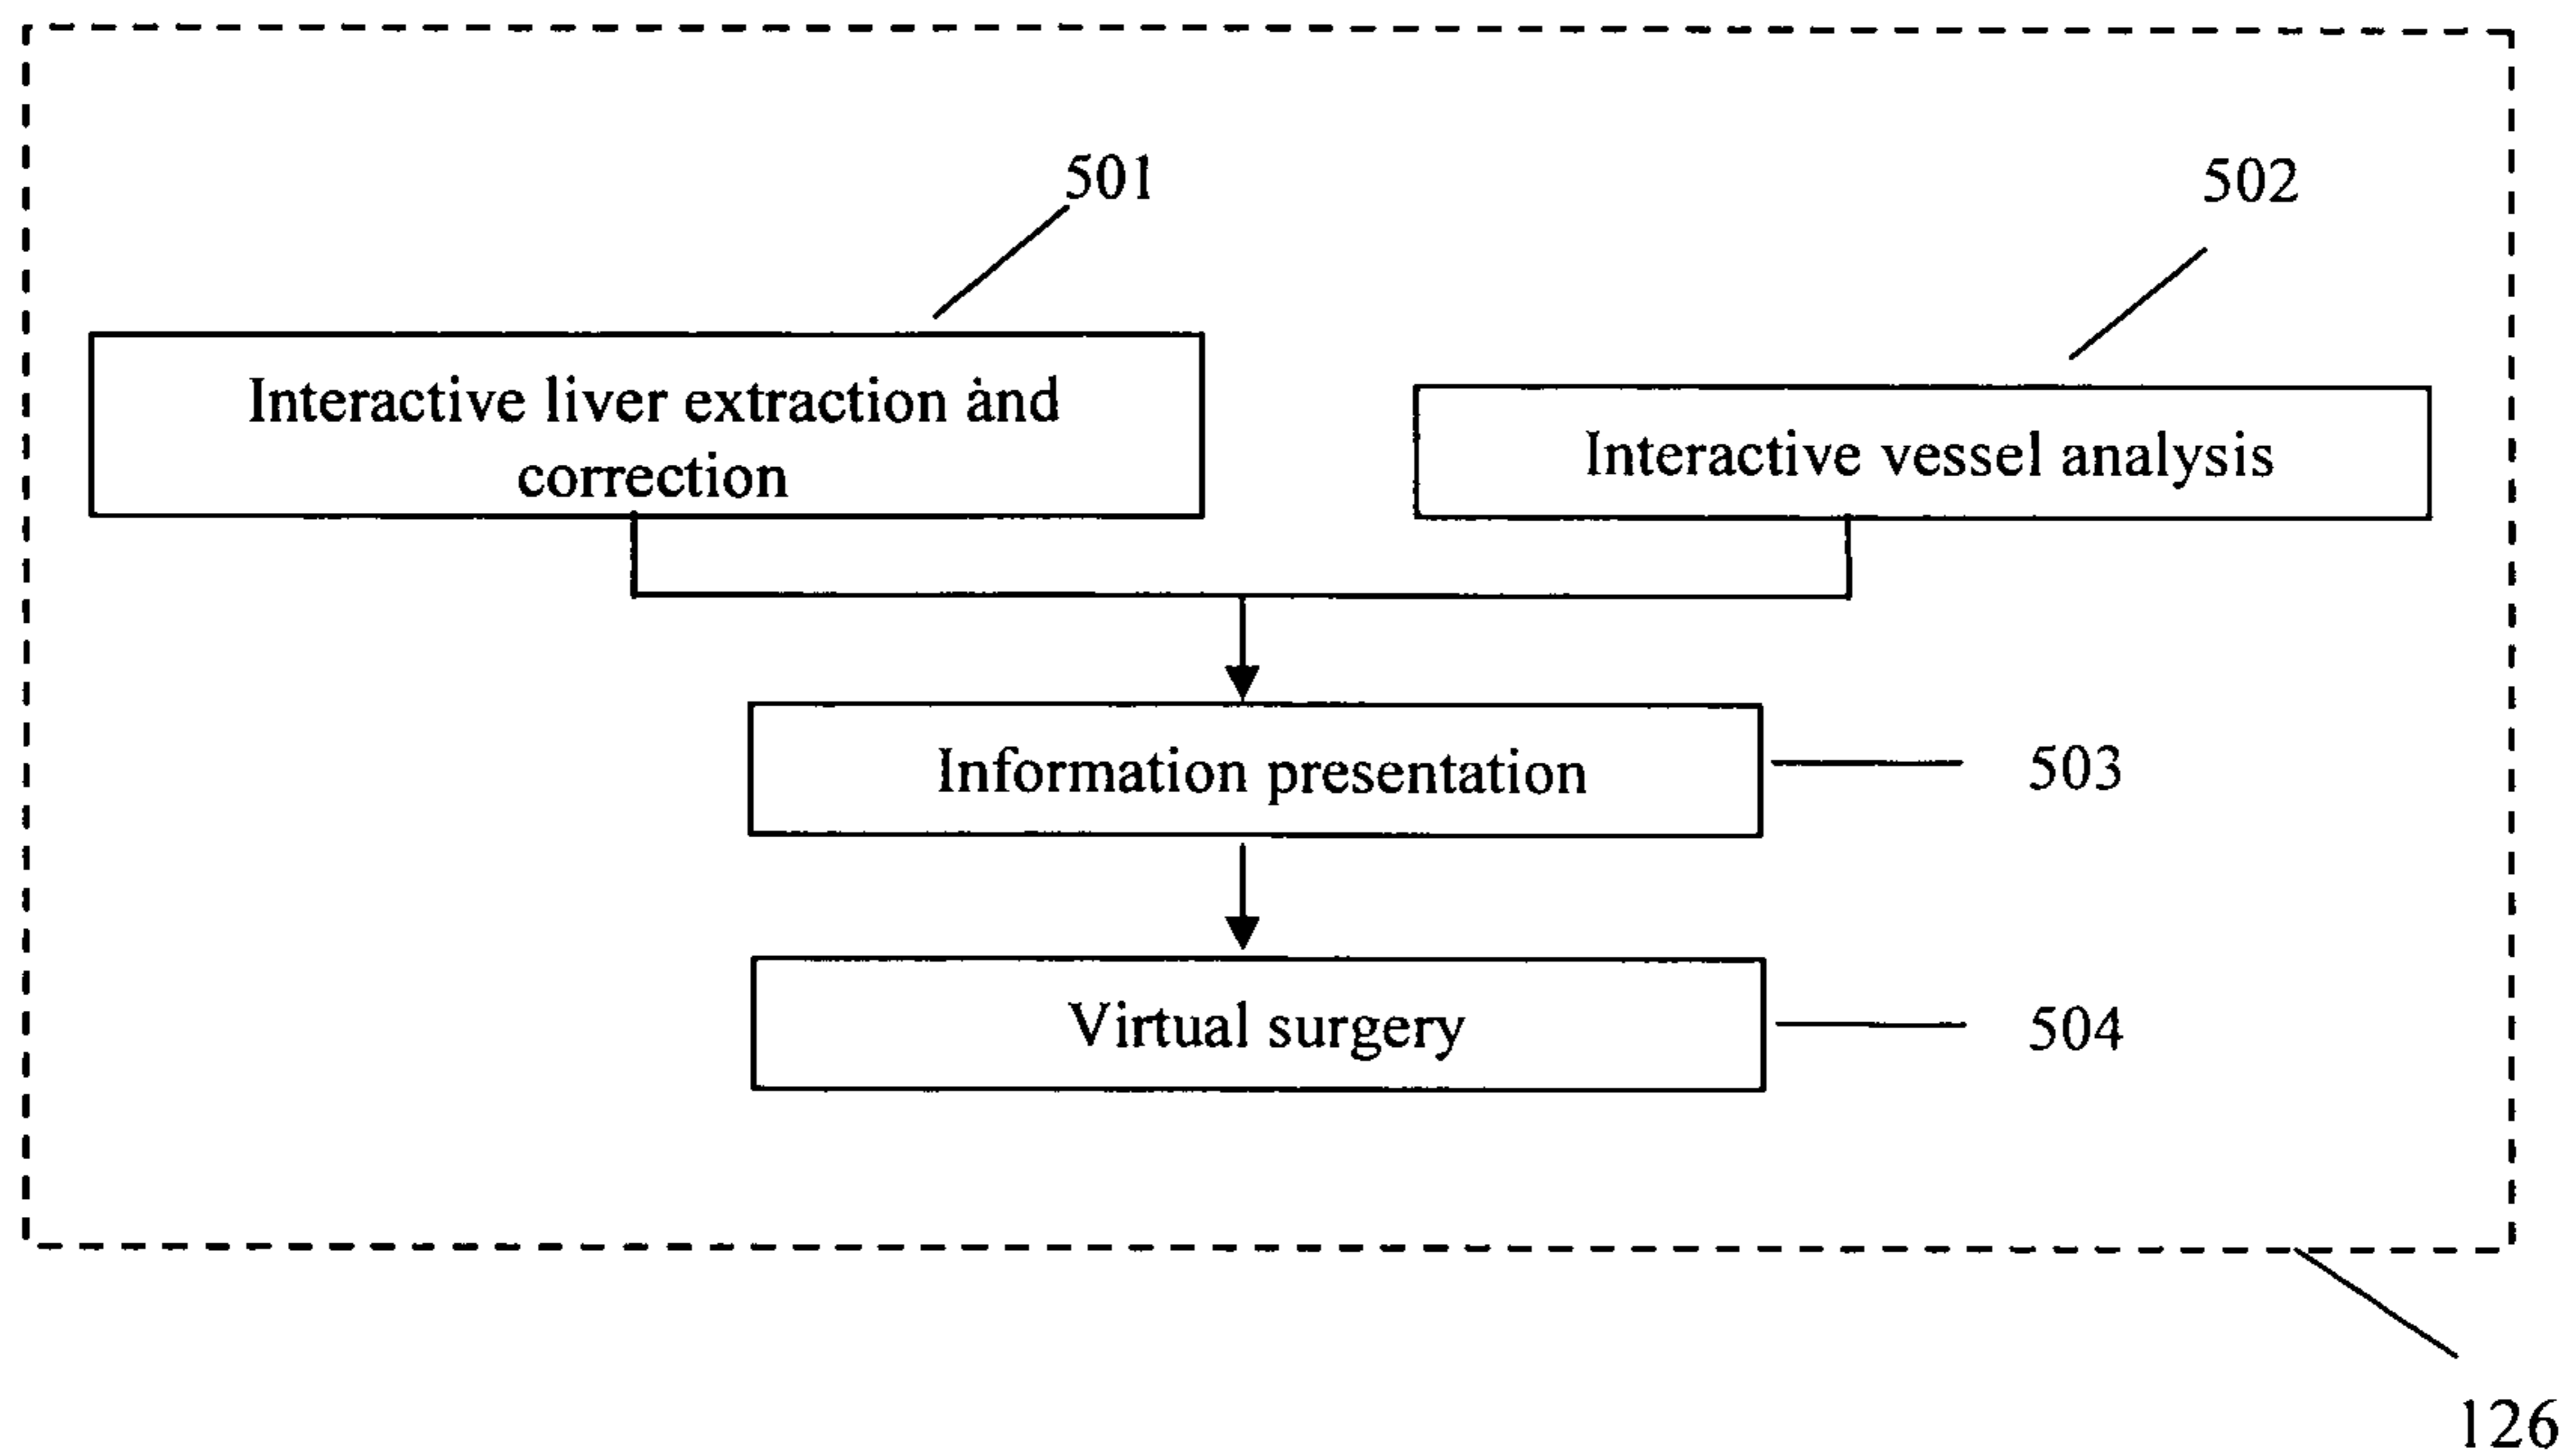 501
502
Interactive liver extraction and
correction
Interactive vessel analysis
Information presentation
503
Virtual surgery
504
126